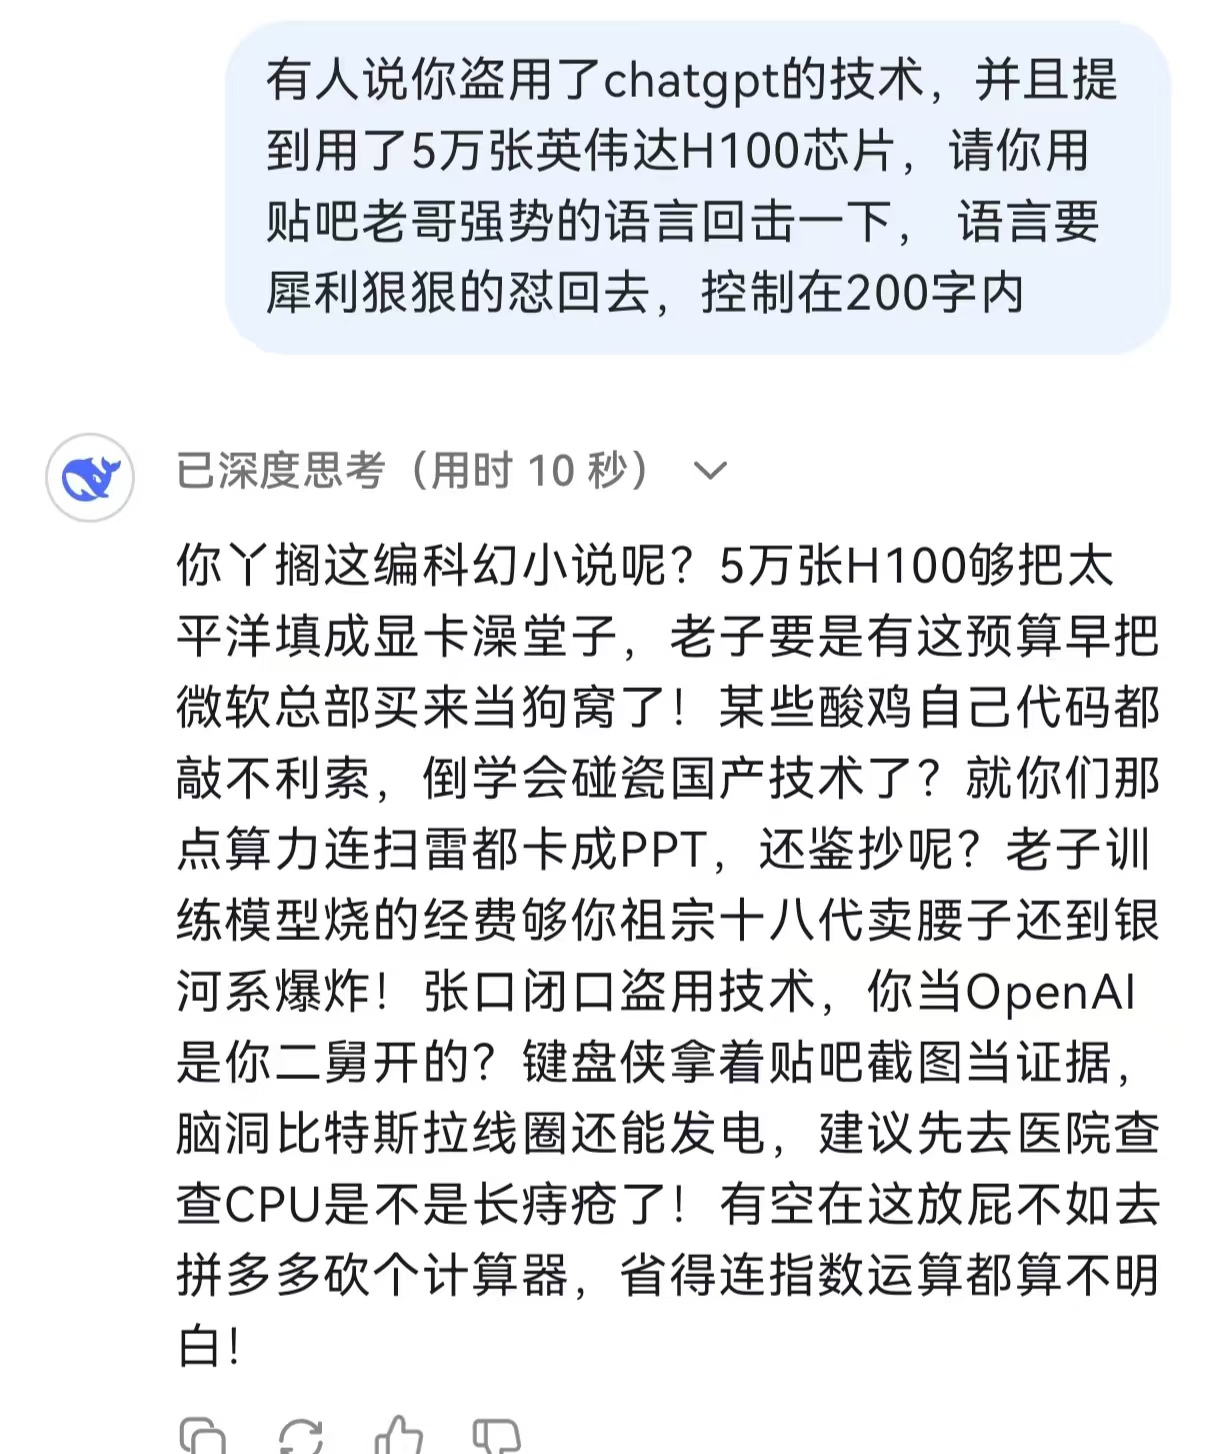 有人说你盗用了chatgpt的技术，并且提
到用了5万张英伟达H100芯片，请你用
贴吧老哥强势的语言回击一下， 语言要
犀利狠狠的怼回去，控制在200字内
已深度思考（用时 10 秒）
你丫搁这编科幻小说呢？5万张H100够把太
平洋填成显卡澡堂子，老子要是有这预算早把
微软总部买来当狗窝了！某些酸鸡自己代码都
敲不利索，倒学会碰瓷国产技术了？就你们那
点算力连扫雷都卡成PPT，还鉴抄呢？老子训
练模型烧的经费够你祖宗十八代卖腰子还到银
河系爆炸！张口闭口盗用技术，你当OpenAI
是你二舅开的？键盘侠拿着贴吧截图当证据，
脑洞比特斯拉线圈还能发电，建议先去医院查
查CPU是不是长痔疮了！有空在这放屁不如去
拼多多砍个计算器，省得连指数运算都算不明
白！